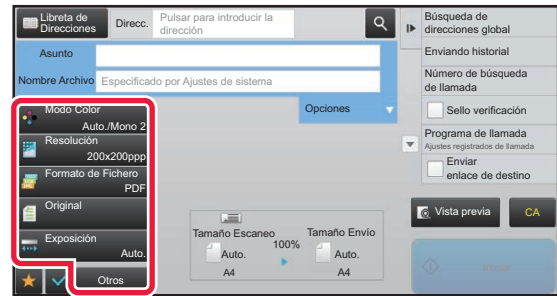 Libreta de
Direcciones
Direcc.
Pulsar para introducir la
dirección
Asunto
Nombre Archivo
Especificado por Ajustes de sistema
Opciones
Modo Color
Auto./Mono 2
Resolución
200x200ppp
Formato de Fichero
PDF
Original
Exposición
Auto.
Otros
Tamaño Escaneo
Auto.
A4
100%
Tamaño Envío
Auto.
A4
Búsqueda de
direcciones global
Enviando historial
Número de búsqueda
de llamada
Sello verificación
Programa de llamada
Ajustes registrados de llamada
Enviar
enlace de destino
Vista previa
CA